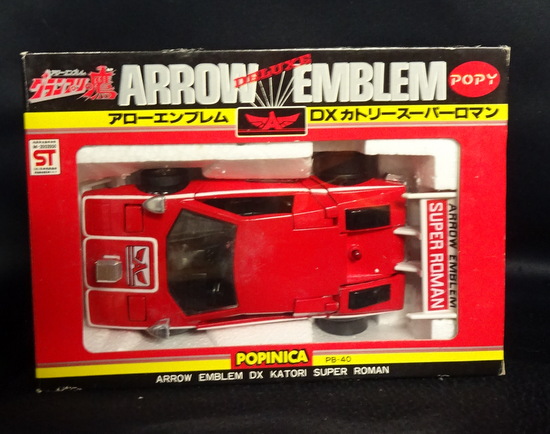 アローエンブレム
グランプリの鷹
ARROW EMBLEM
DELUXE
POPY
アローエンブレム
DXカトリースーパーロマン
ST
ARROW EMBLEM
SUPER ROMAN
POPINICA PB-40
ARROW EMBLEM DX KATORI SUPER ROMAN